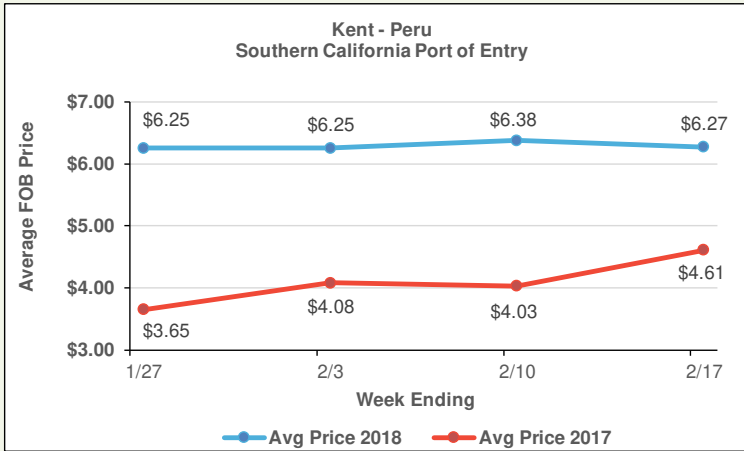 Kent - Peru
Southern California Port of Entry
Average FOB Price
$7.00
$6.00
$5.00
$4.00
$3.00
$6.25
$6.25
$6.38
$6.27
$3.65
$4.08
$4.03
$4.61
1/27
2/3
2/10
2/17
Week Ending
Avg Price 2018
Avg Price 2017